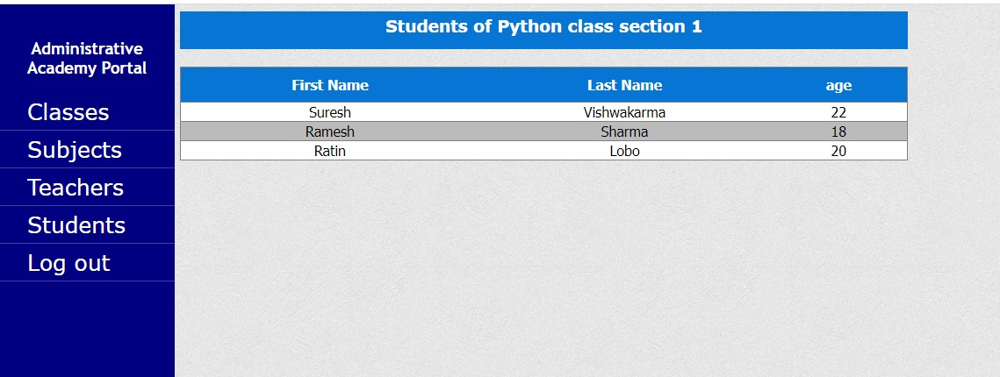 Administrative
Academy Portal
Classes
Subjects
Teachers
Students
Log out
Students of Python class section 1
First Name Last Name age
Suresh Vishwakarma 22
Ramesh Sharma 18
Ratin Lobo 20